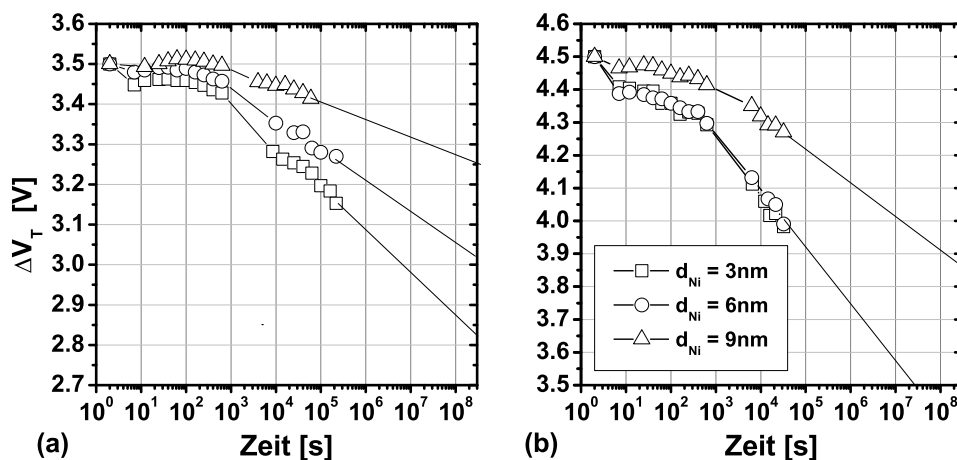 3.6
3.5
3.4
3.3
3.2
3.1
3.0
2.9
2.8
2.7
ΔV_T [V]
10^0 10^1 10^2 10^3 10^4 10^5 10^6 10^7 10^8
Zeit [s]
(a)
4.6
4.5
4.4
4.3
4.2
4.1
4.0
3.9
3.8
3.7
3.6
3.5
d_Ni = 3nm
d_Ni = 6nm
d_Ni = 9nm
10^0 10^1 10^2 10^3 10^4 10^5 10^6 10^7 10^8
Zeit [s]
(b)